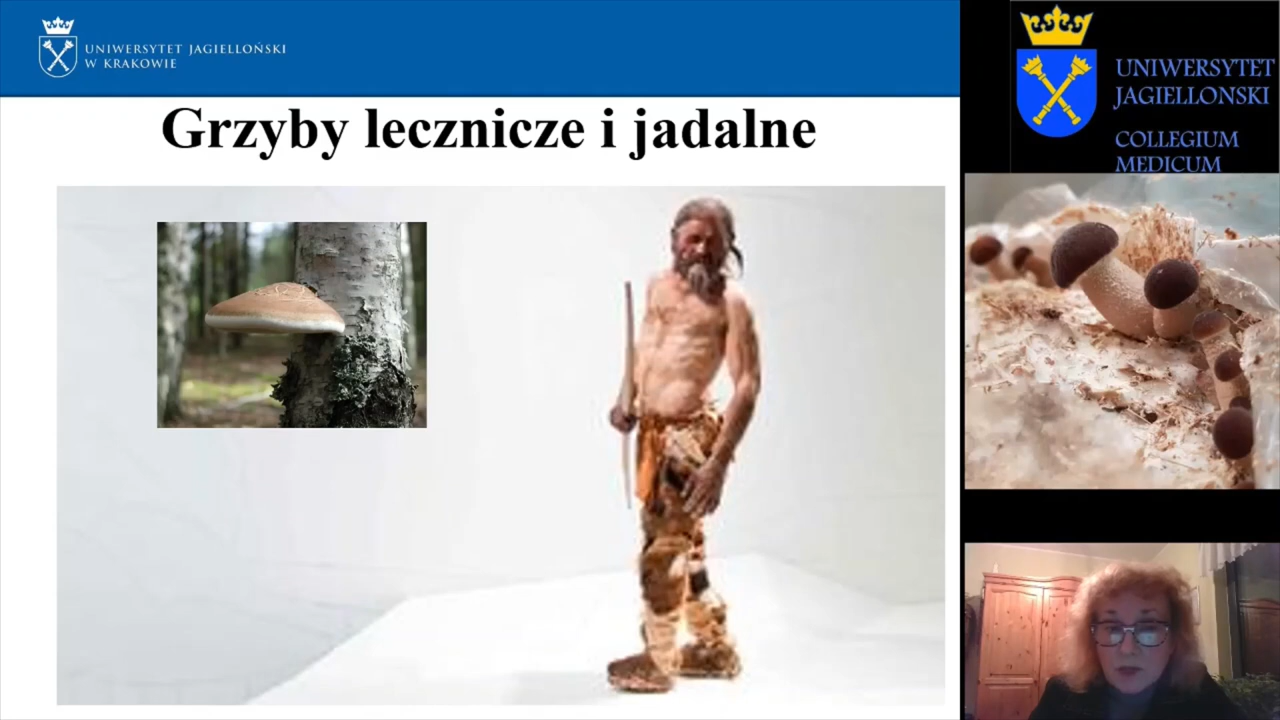 UNIWERSYTET JAGIELLOŃSKI
W KRAKOWIE
Grzyby lecznicze i jadalne
UNIWERSYTET
JAGIELLONSKI
COLLEGIUM
MEDICUM